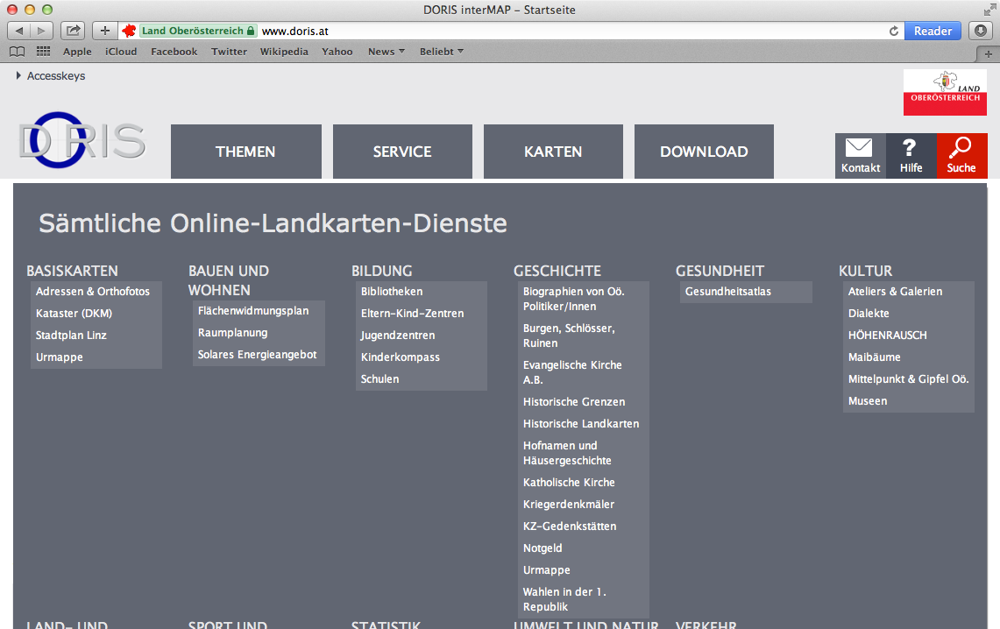 DORIS interMAP – Startseite
Land Oberösterreich www.doris.at Reader
Apple iCloud Facebook Twitter Wikipedia Yahoo News Beliebt
Accesskeys
LAND
OBERÖSTERREICH
DORIS
THEMEN SERVICE KARTEN DOWNLOAD
Kontakt
?
Hilfe
Suche
Sämtliche Online-Landkarten-Dienste
BASISKARTEN
Adressen & Orthofotos
Kataster (DKM)
Stadtplan Linz
Urmappe
BAUEN UND
WOHNEN
Flächenwidmungsplan
Raumplanung
Solares Energieangebot
BILDUNG
Bibliotheken
Eltern-Kind-Zentren
Jugendzentren
Kinderkompass
Schulen
GESCHICHTE
Biographien von Oö.
Politiker/Innen
Burgen, Schlösser,
Ruinen
Evangelische Kirche
A.B.
Historische Grenzen
Historische Landkarten
Hofnamen und
Häusergeschichte
Katholische Kirche
Kriegerdenkmäler
KZ-Gedenkstätten
Notgeld
Urmappe
Wahlen in der 1.
Republik
GESUNDHEIT
Gesundheitsatlas
KULTUR
Ateliers & Galerien
Dialekte
HÖHENRAUSCH
Maibäume
Mittelpunkt & Gipfel Oö.
Museen
LAND- UND
SPORT UND
STATISTIK
UMWELT UND NATUR
VERKEHR